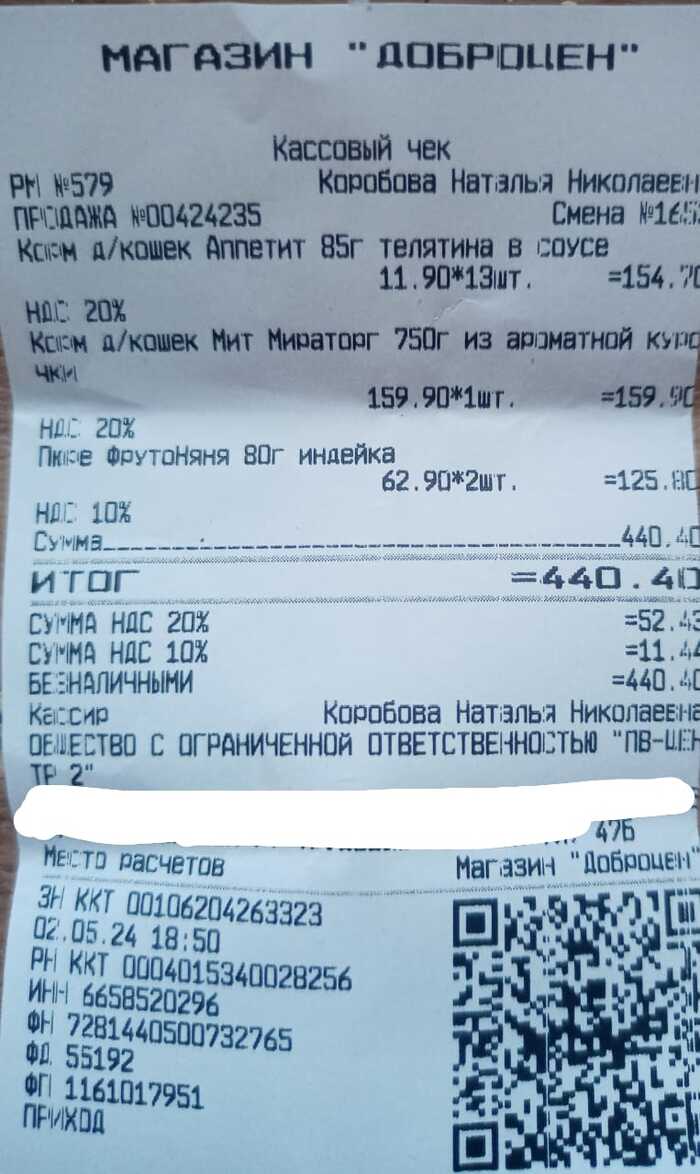 МАГАЗИН "ДОБРОЦЕН"
Кассовый чек
РМ №579 Коробова Наталья Николаевн
ПРОДАЖА №00424235 Смена №165
Корм д/кошек Аппетит 85г телятина в соусе
11.90*13шт. =154.70
НДС 20%
Корм д/кошек Мит Мираторг 750г из ароматной куро
чки
159.90*1шт. =159.90
НДС 20%
Пюре ФрутоНяня 80г индейка
62.90*2шт. =125.80
НДС 10%
Сумма 440.40
ИТОГ =440.40
СУММА НДС 20% =52.43
СУММА НДС 10% =11.44
БЕЗНАЛИЧНЫМИ =440.40
Кассир Коробова Наталья Николаевна
ОБЩЕСТВО С ОГРАНИЧЕННОЙ ОТВЕТСТВЕННОСТЬЮ "ПВ-ЦЕН
ТР 2"
47Б
Место расчетов Магазин "Доброцен"
ЗН ККТ 00106204263323
02.05.24 18:50
РН ККТ 0004015340028256
ИНН 6658520296
ФН 7281440500732765
ФД 55192
ФП 1161017951
ПРИХОД